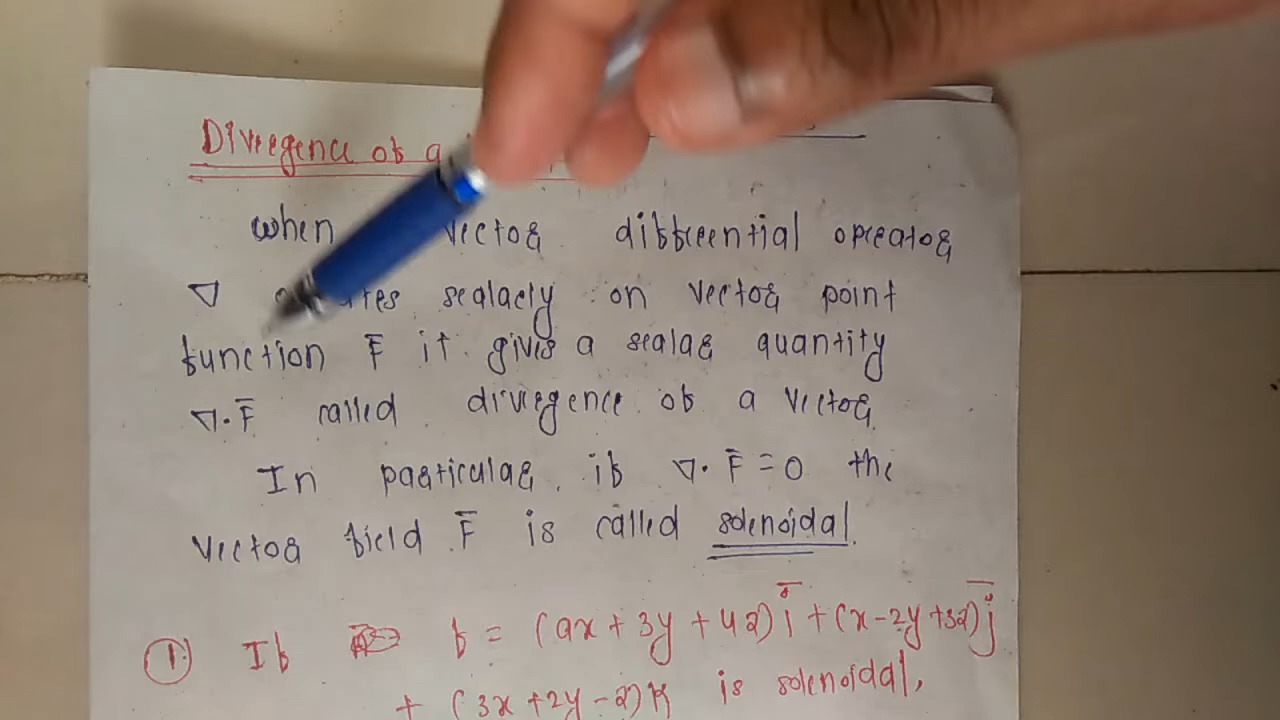 Divergence of a
when vector differential operator
∇ operates scalarly on vector point
function F̄ it gives a scalar quantity
∇.F̄ called divergence of a vector
In particular, if ∇.F̄ = 0 the
vector field F̄ is called solenoidal.
① If f = (ax + 3y + 4z) i̅ + (x - 2y + 3z) j̅
+ (3x + 2y - z) k is solenoidal,